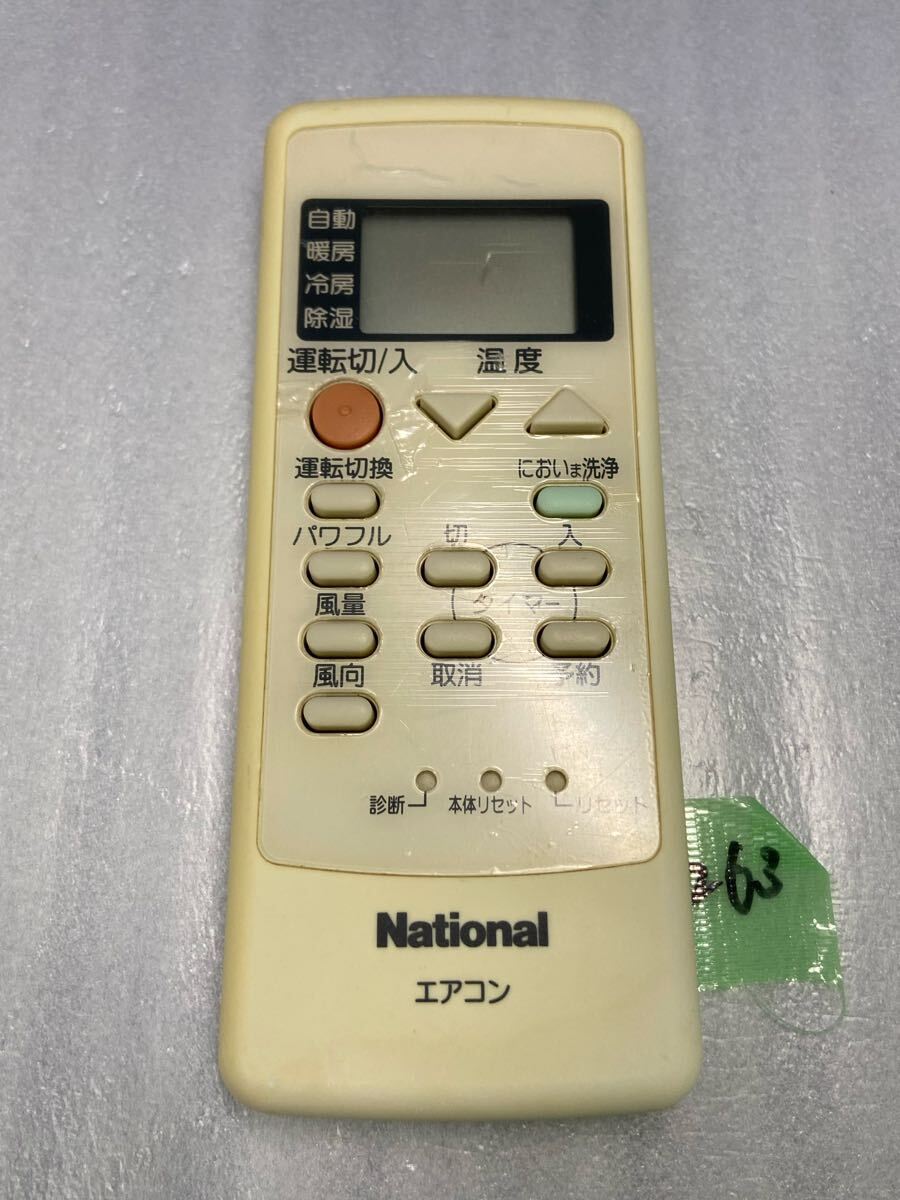 自動
暖房
冷房
除湿
運転切/入 温度
運転切換 においま洗浄
パワフル 切 入
風量 タイマー
風向 取消 予約
診断 本体リセット リセット
National
エアコン
63